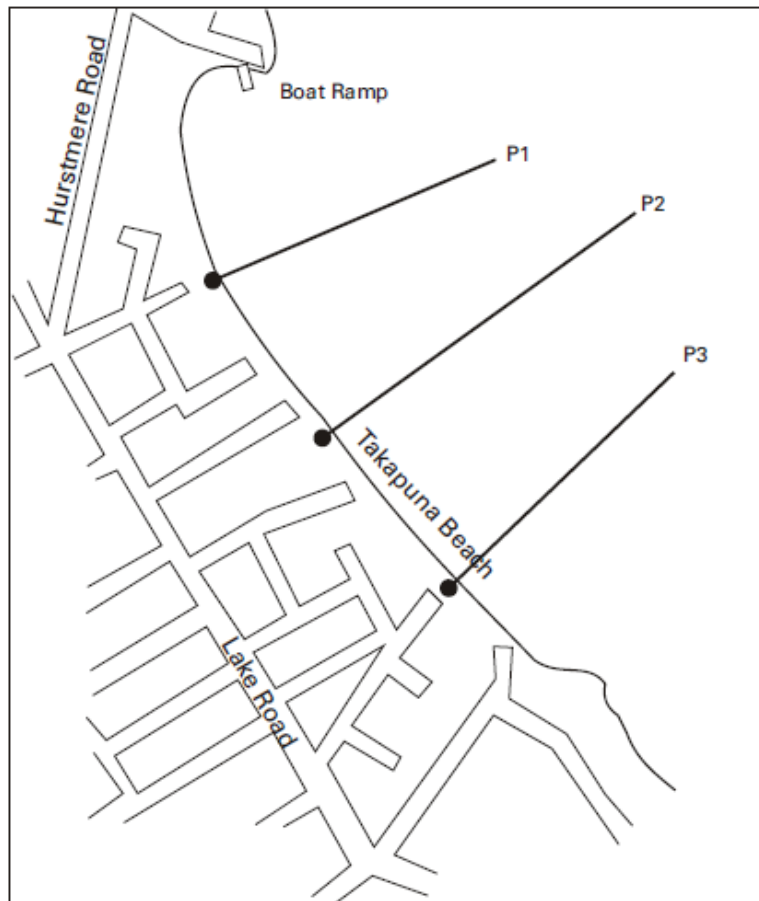 Hurstmere Road
Boat Ramp
P1
P2
P3
Takapuna Beach
Lake Road